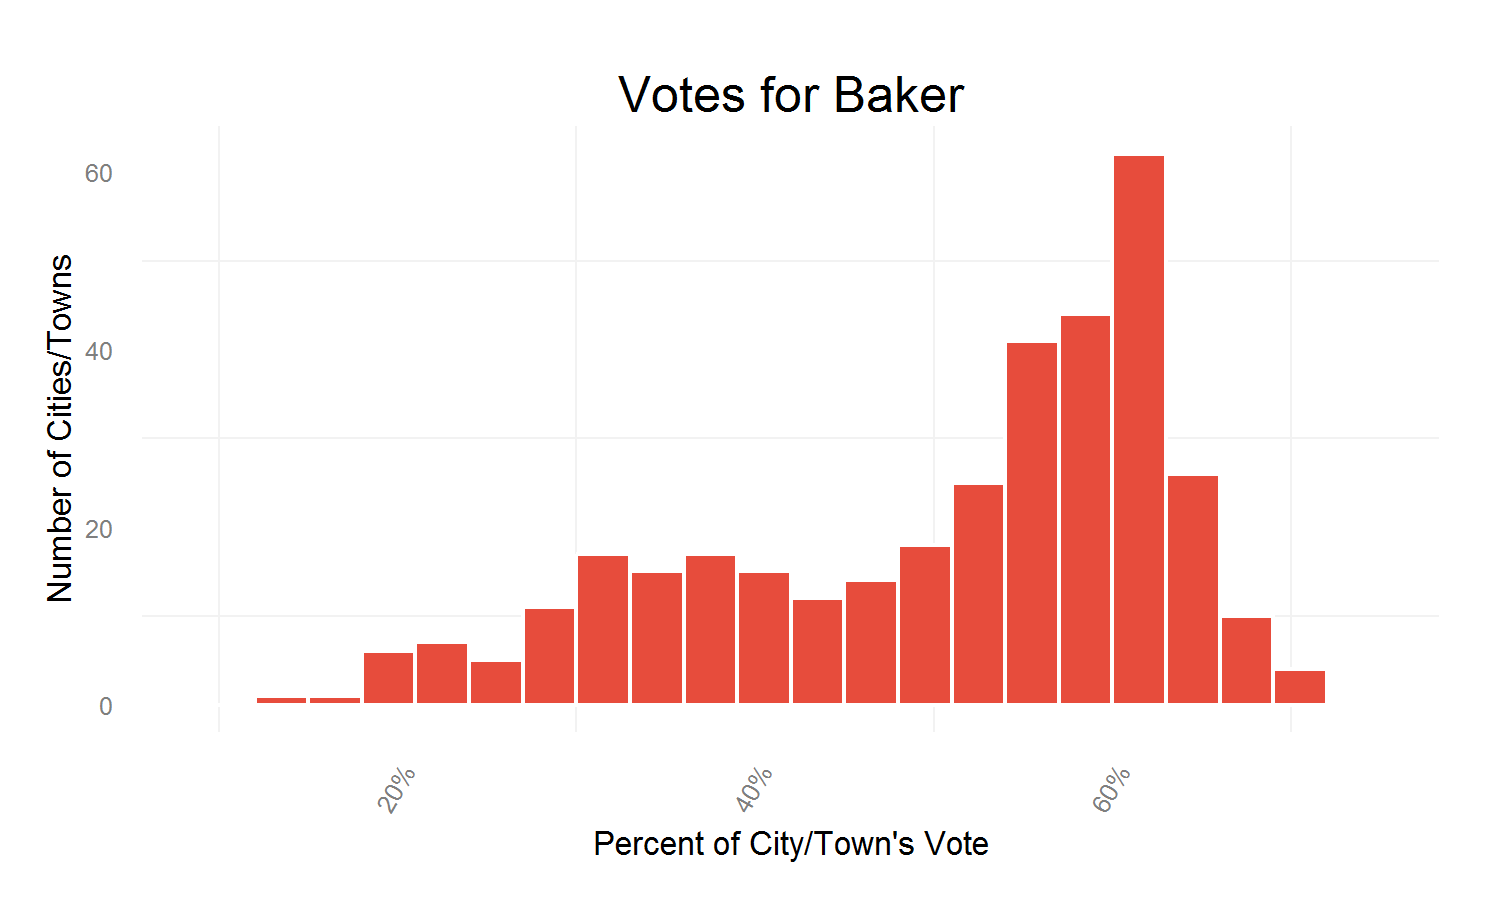 Votes for Baker
60
40
20
0
Number of Cities/Towns
20%
40%
60%
Percent of City/Town's Vote